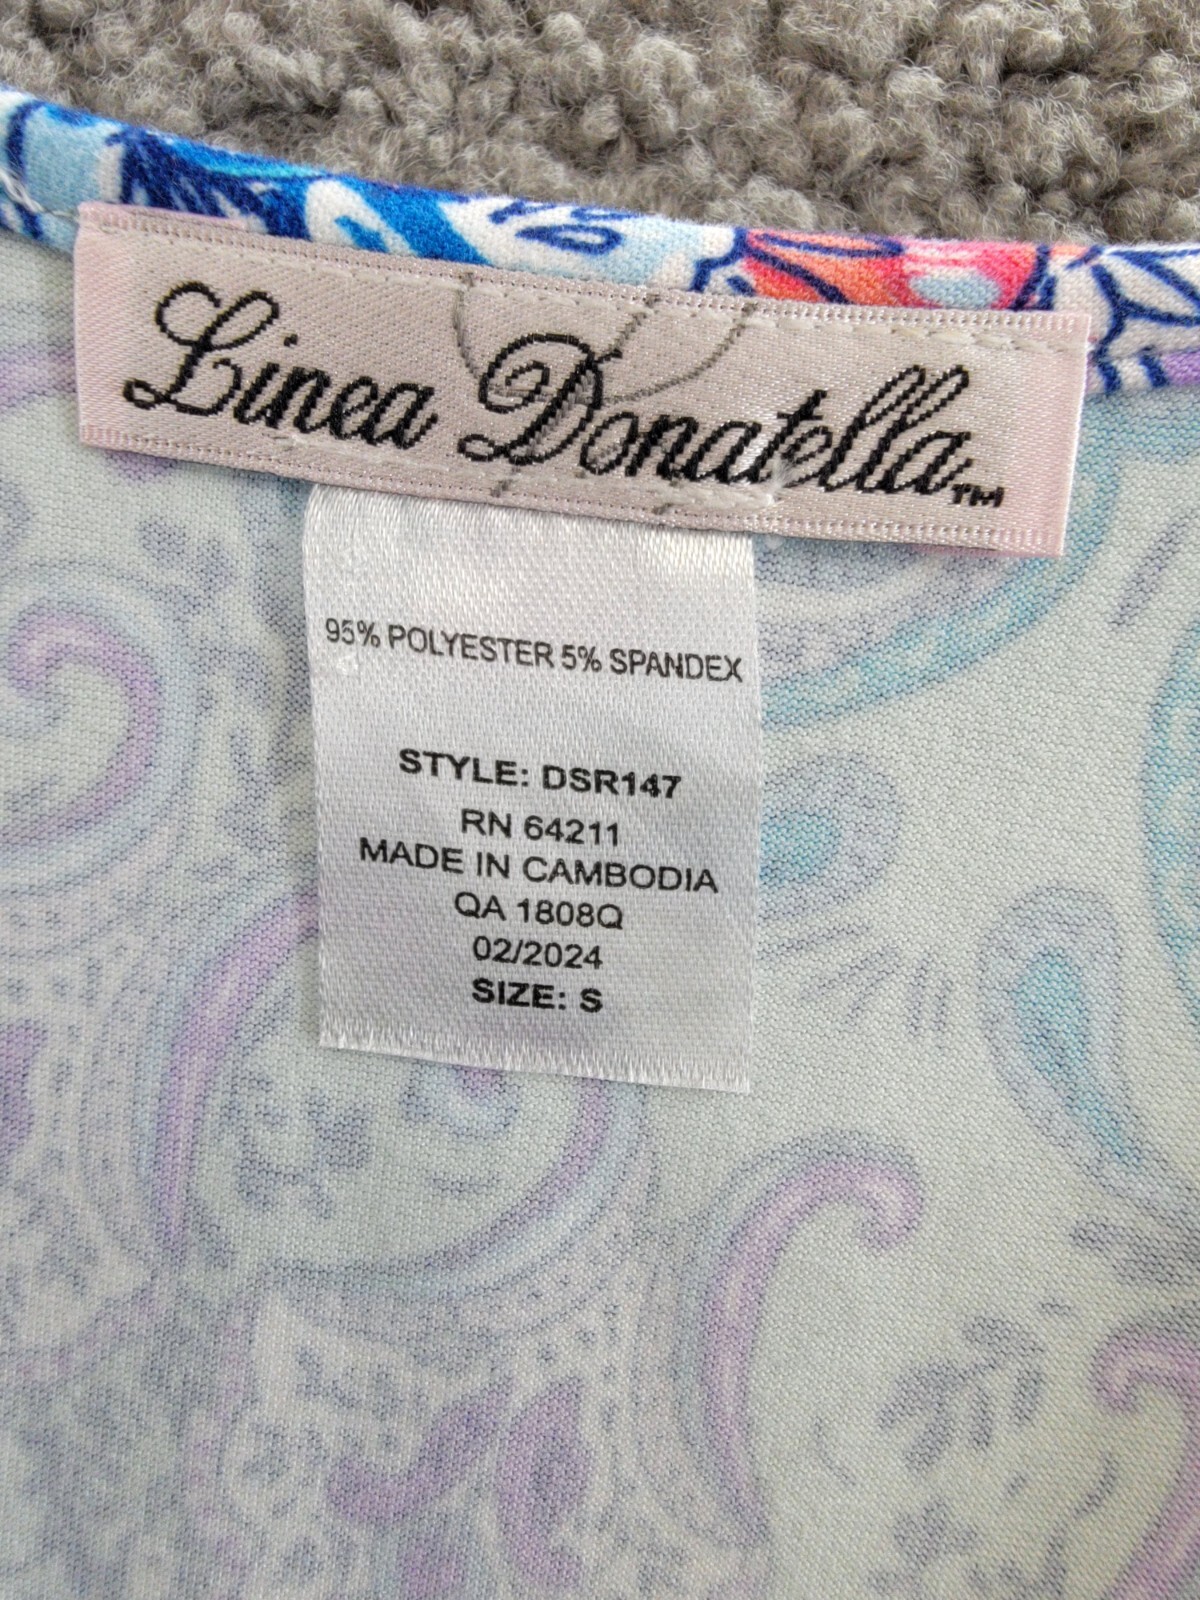 Linea Donatella™
95% POLYESTER 5% SPANDEX
STYLE: DSR147
RN 64211
MADE IN CAMBODIA
QA 1808Q
02/2024
SIZE: S